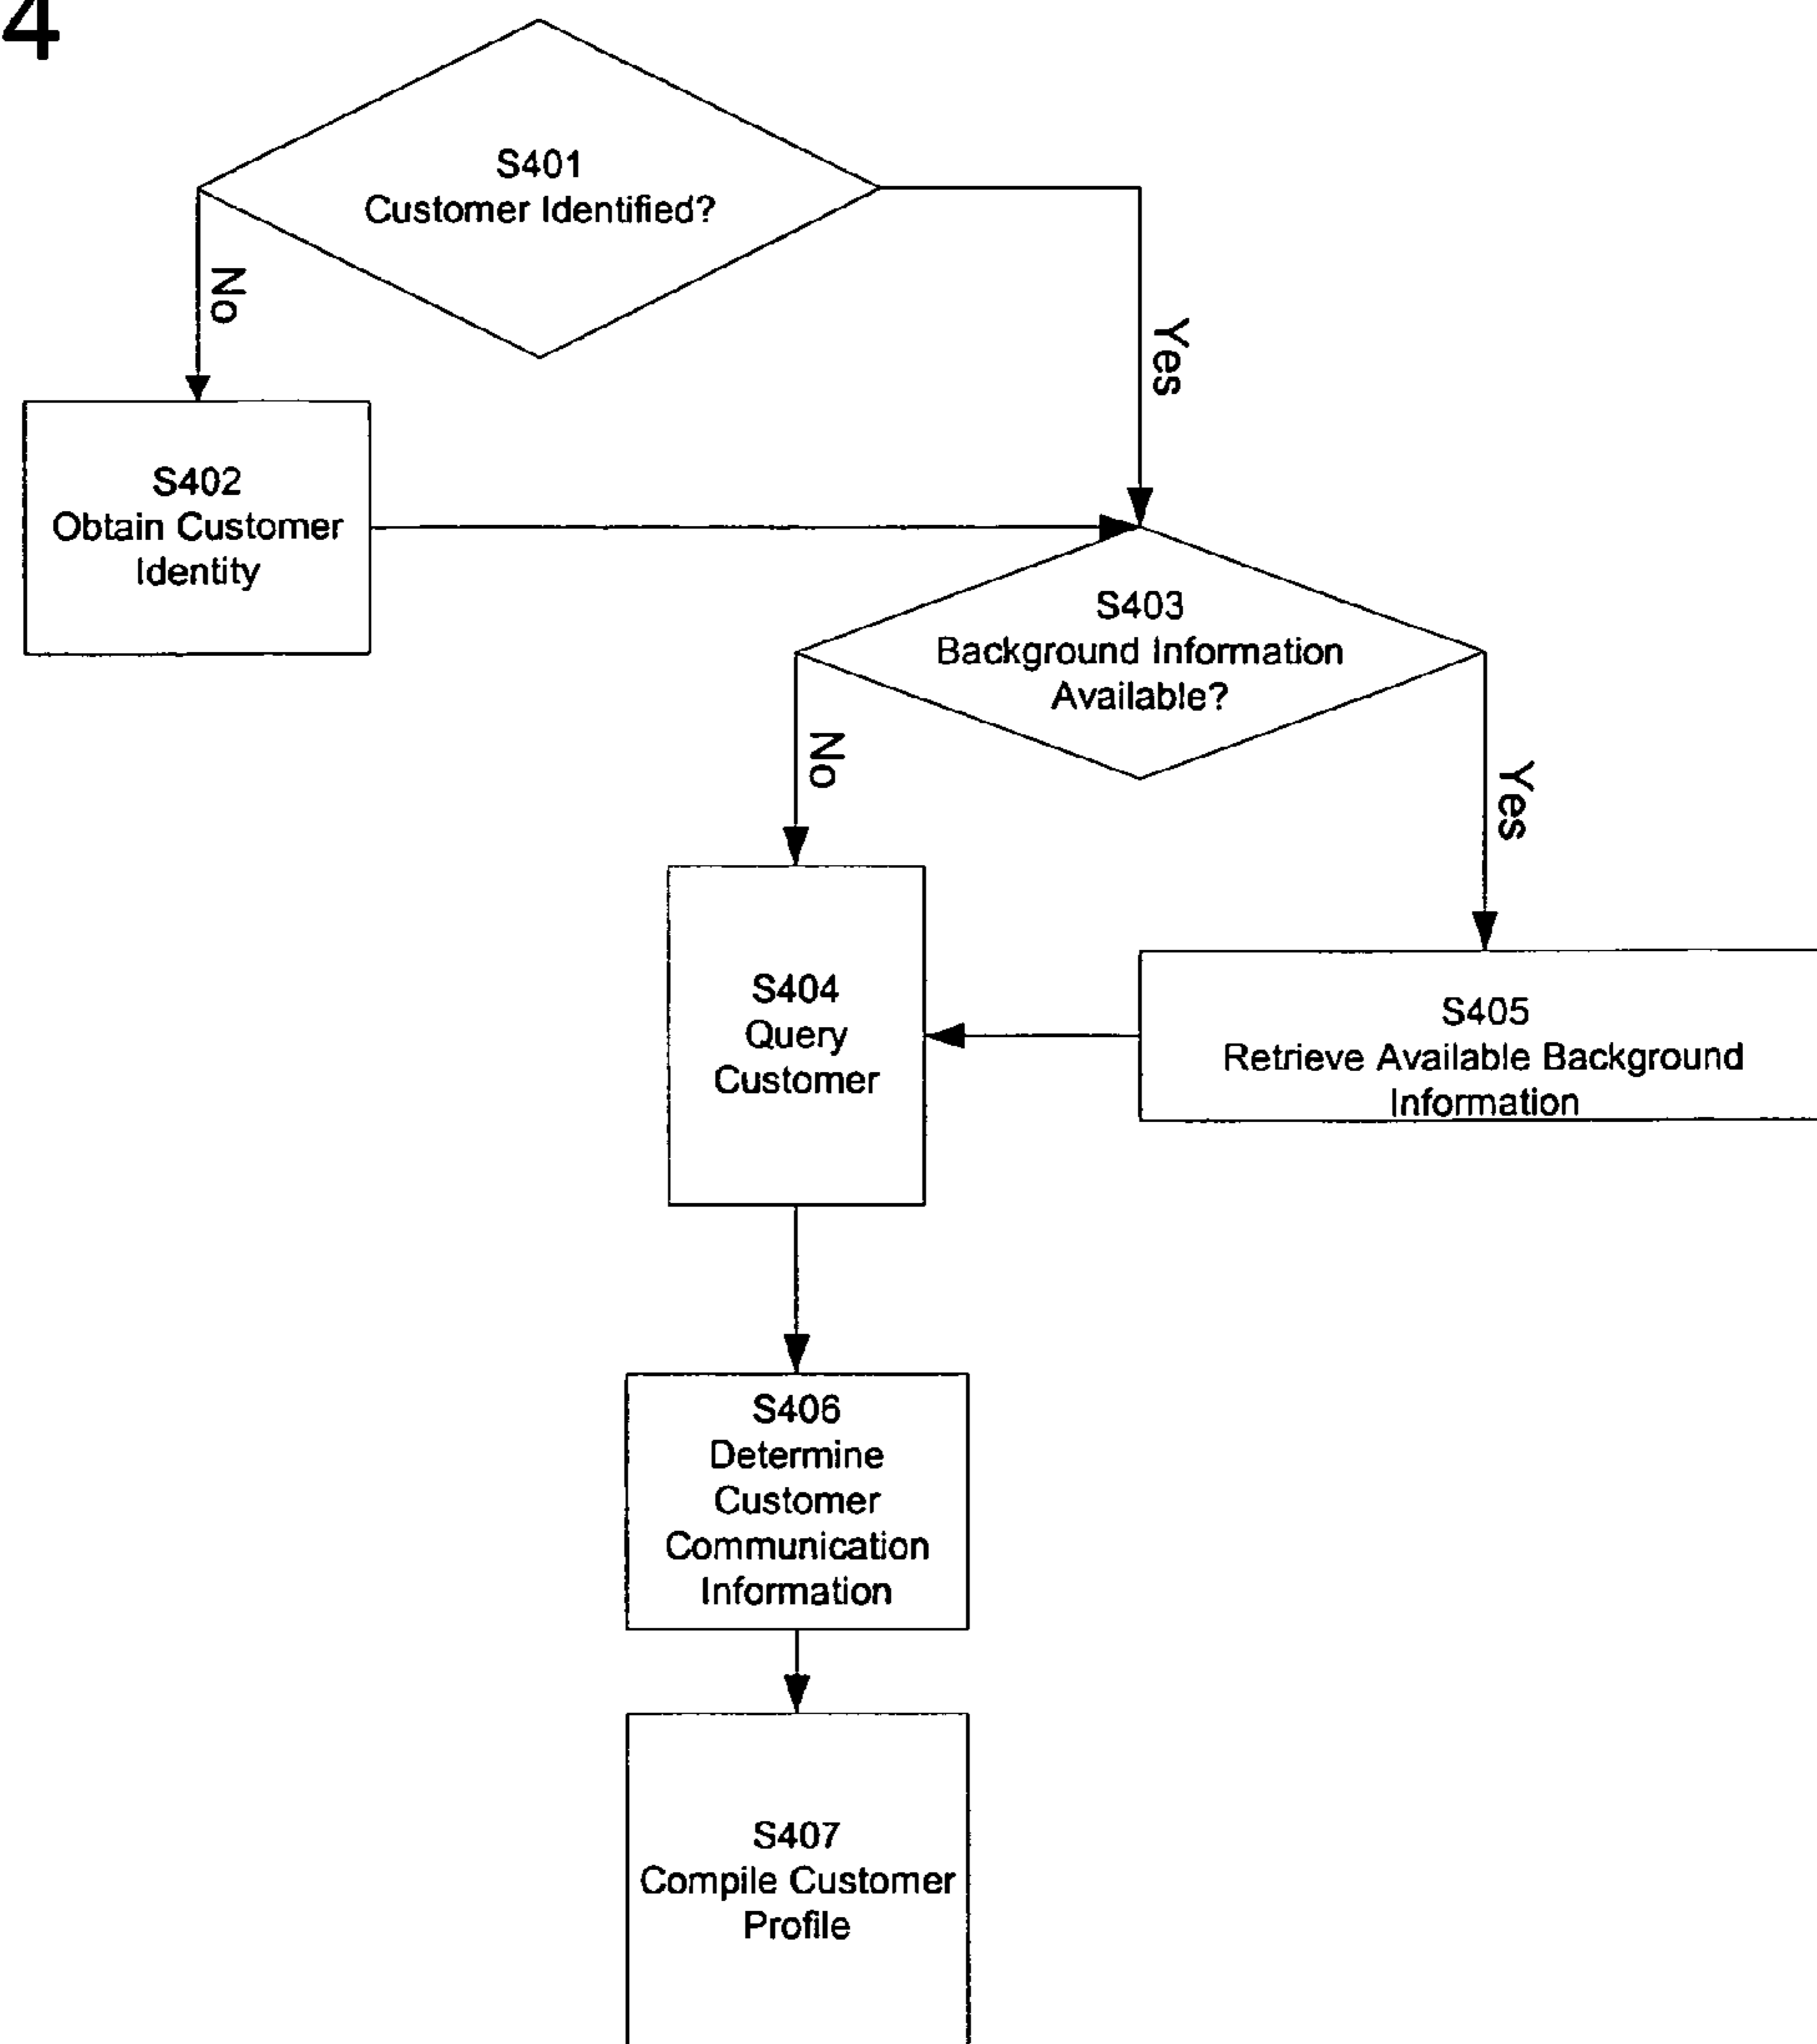 4
S401
Customer Identified?
No
Yes
S402
Obtain Customer
Identity
S403
Background Information
Available?
No
Yes
S404
Query
Customer
S405
Retrieve Available Background
Information
S406
Determine
Customer
Communication
Information
S407
Compile Customer
Profile